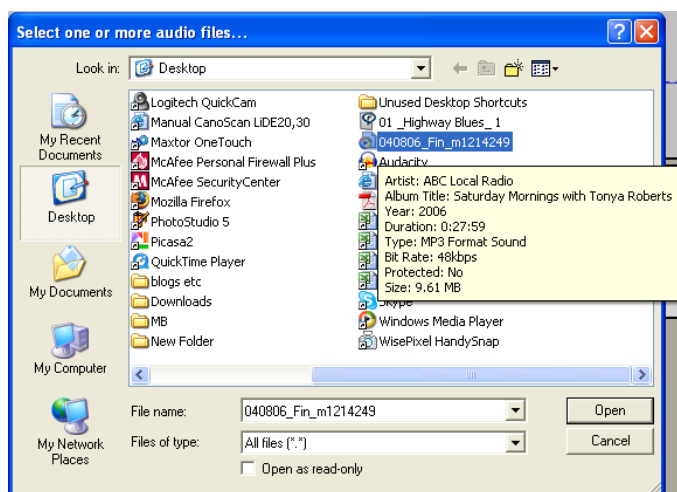 Select one or more audio files...
Look in:
Desktop
My Recent
Documents
Desktop
My Documents
My Computer
My Network
Places
Logitech QuickCam
Manual CanoScan LiDE20,30
Maxtor OneTouch
McAfee Personal Firewall Plus
McAfee SecurityCenter
Mozilla Firefox
PhotoStudio 5
Picasa2
QuickTime Player
blogs etc
Downloads
MB
New Folder
Unused Desktop Shortcuts
01 _Highway Blues_ 1
040806_Fin_m1214249
Audacity
Artist: ABC Local Radio
Album Title: Saturday Mornings with Tonya Roberts
Year: 2006
Duration: 0:27:59
Type: MP3 Format Sound
Bit Rate: 48kbps
Protected: No
Size: 9.61 MB
Skype
Windows Media Player
WisePixel HandySnap
File name:
040806_Fin_m1214249
Open
Files of type:
All files (*.*)
Cancel
Open as read-only